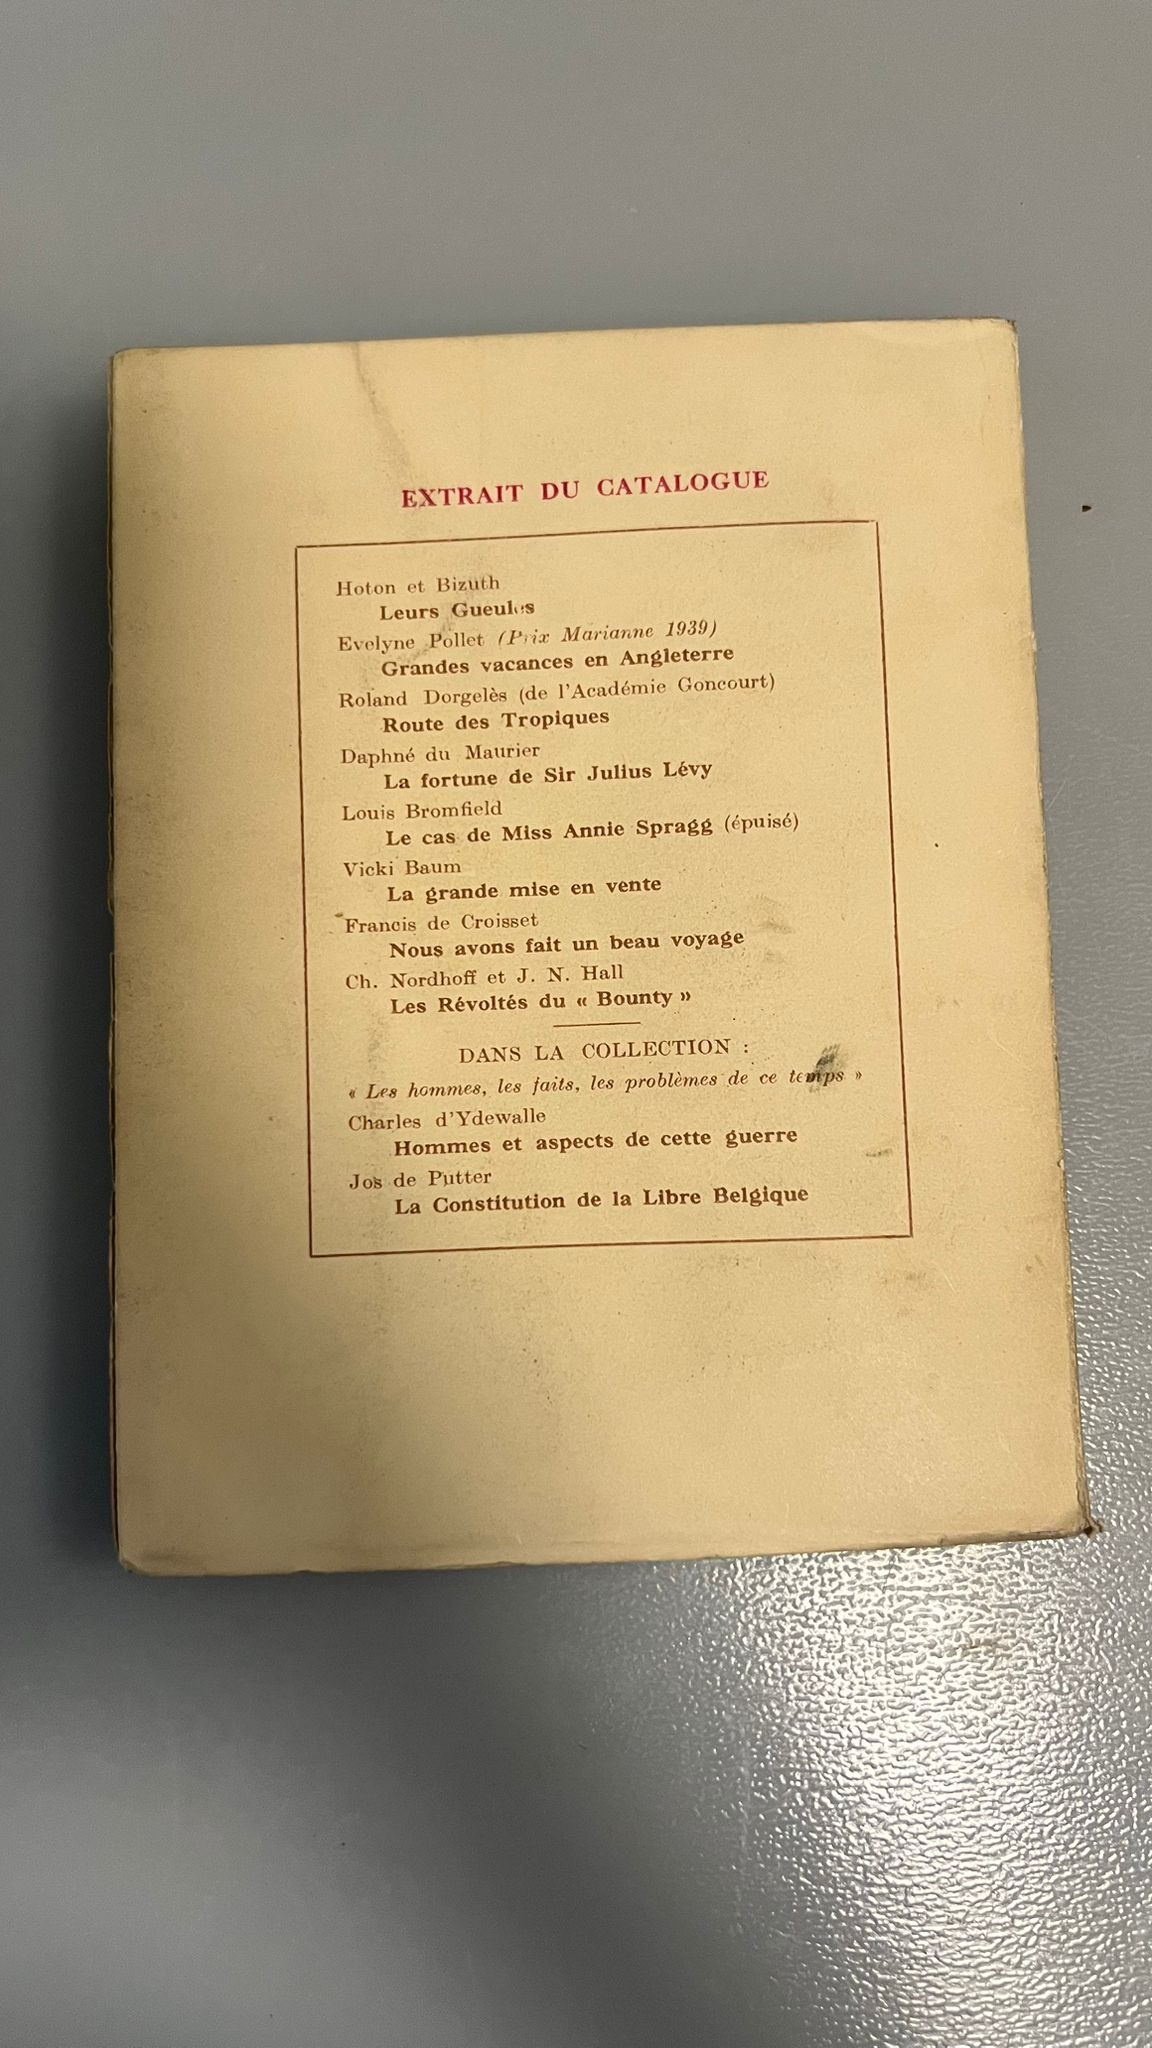 EXTRAIT DU CATALOGUE
Hoton et Bizuth
Leurs Gueules
Evelyne Pollet (Prix Marianne 1939)
Grandes vacances en Angleterre
Roland Dorgelès (de l'Académie Goncourt)
Route des Tropiques
Daphné du Maurier
La fortune de Sir Julius Lévy
Louis Bromfield
Le cas de Miss Annie Spragg (épuisé)
Vicki Baum
La grande mise en vente
Francis de Croisset
Nous avons fait un beau voyage
Ch. Nordhoff et J. N. Hall
Les Révoltés du « Bounty »
DANS LA COLLECTION :
« Les hommes, les faits, les problèmes de ce temps »
Charles d'Ydewalle
Hommes et aspects de cette guerre
Jos de Putter
La Constitution de la Libre Belgique